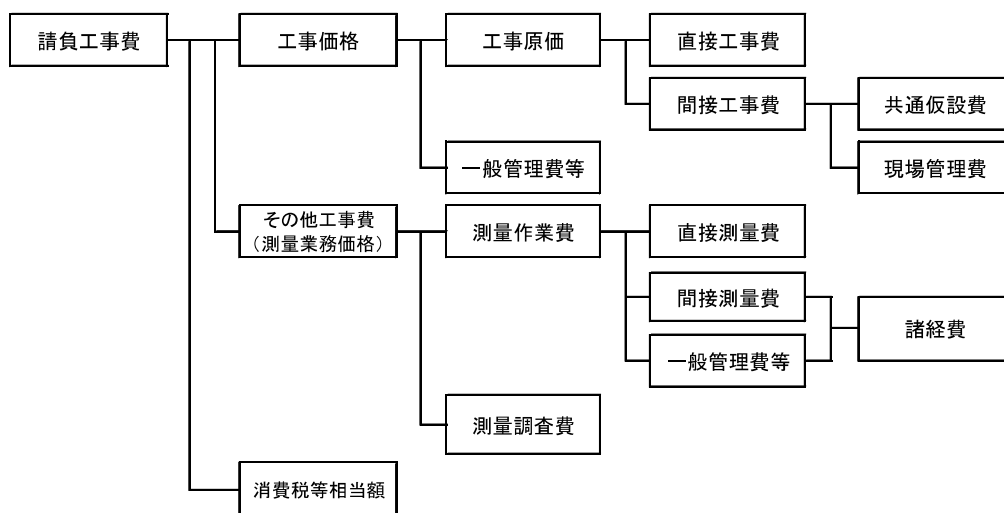 請負工事費
工事価格
工事原価
直接工事費
間接工事費
共通仮設費
現場管理費
一般管理費等
その他工事費
（測量業務価格）
測量作業費
直接測量費
間接測量費
一般管理費等
諸経費
測量調査費
消費税等相当額